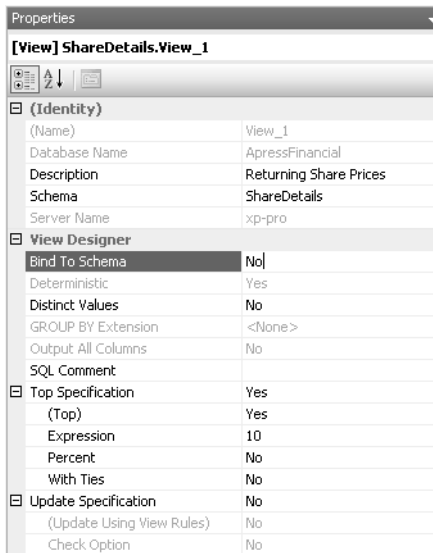 Properties
[View] ShareDetails.View_1
(Identity)
(Name) View_1
Database Name ApressFinancial
Description Returning Share Prices
Schema ShareDetails
Server Name xp-pro
View Designer
Bind To Schema No
Deterministic Yes
Distinct Values No
GROUP BY Extension <None>
Output All Columns No
SQL Comment
Top Specification Yes
(Top) Yes
Expression 10
Percent No
With Ties No
Update Specification No
(Update Using View Rules) No
Check Option No